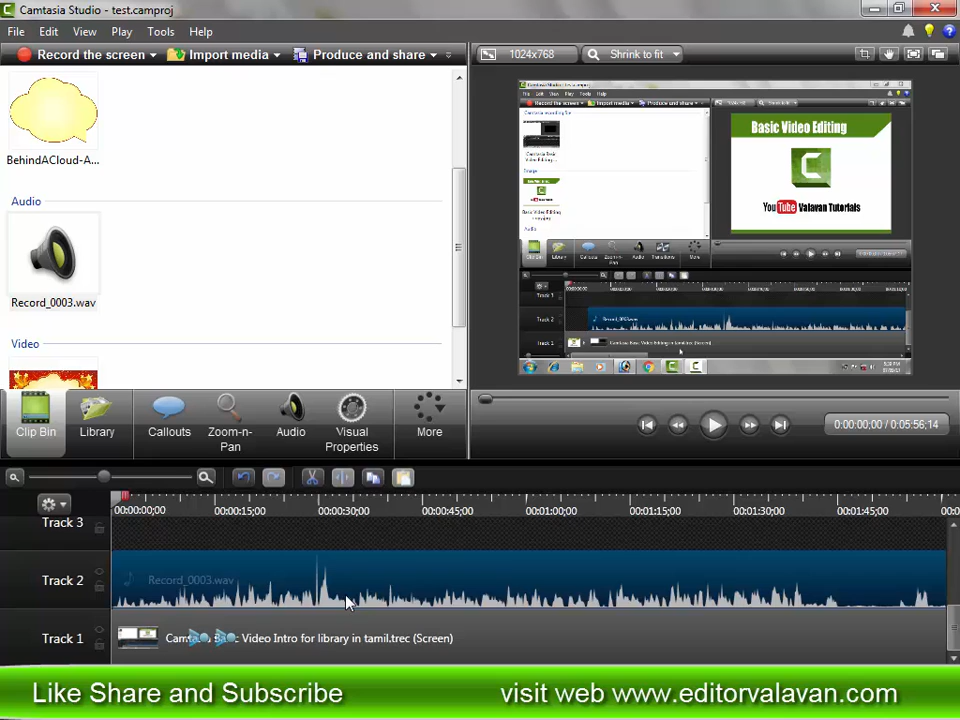 Camtasia Studio - test.camproj
File Edit View Play Tools Help
Record the screen Import media Produce and share
1024x768 Shrink to fit
BehindACloud-A...
Audio
Record_0003.wav
Video
Basic Video Editing
You Tube Valavan Tutorials
Clip Bin Library Callouts Zoom-n-Pan Audio Visual Properties More
0:00:00;00 / 0:05:56;14
00:00:00;00 00:00:15;00 00:00:30;00 00:00:45;00 00:01:00;00 00:01:15;00 00:01:30;00 00:01:45;00
Track 3
Track 2 Record_0003.wav
Track 1 Video Intro for library in tamil.trec (Screen)
Like Share and Subscribe visit web www.editorvalavan.com